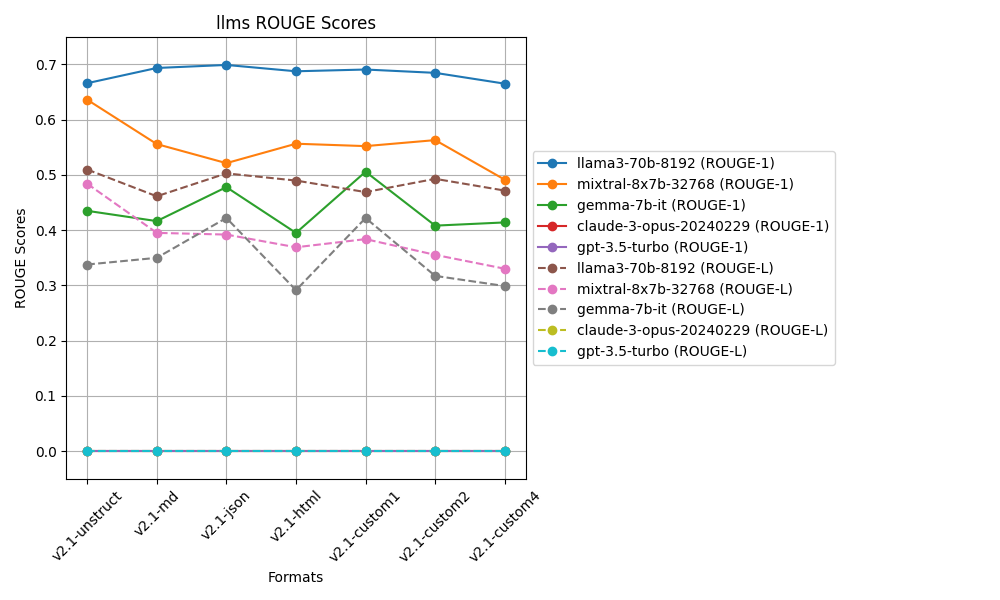 llms ROUGE Scores
ROUGE Scores
0.7
0.6
0.5
0.4
0.3
0.2
0.1
0.0
v2.1-unstruct
v2.1-md
v2.1-json
v2.1-html
v2.1-custom1
v2.1-custom2
v2.1-custom4
Formats
llama3-70b-8192 (ROUGE-1)
mixtral-8x7b-32768 (ROUGE-1)
gemma-7b-it (ROUGE-1)
claude-3-opus-20240229 (ROUGE-1)
gpt-3.5-turbo (ROUGE-1)
llama3-70b-8192 (ROUGE-L)
mixtral-8x7b-32768 (ROUGE-L)
gemma-7b-it (ROUGE-L)
claude-3-opus-20240229 (ROUGE-L)
gpt-3.5-turbo (ROUGE-L)